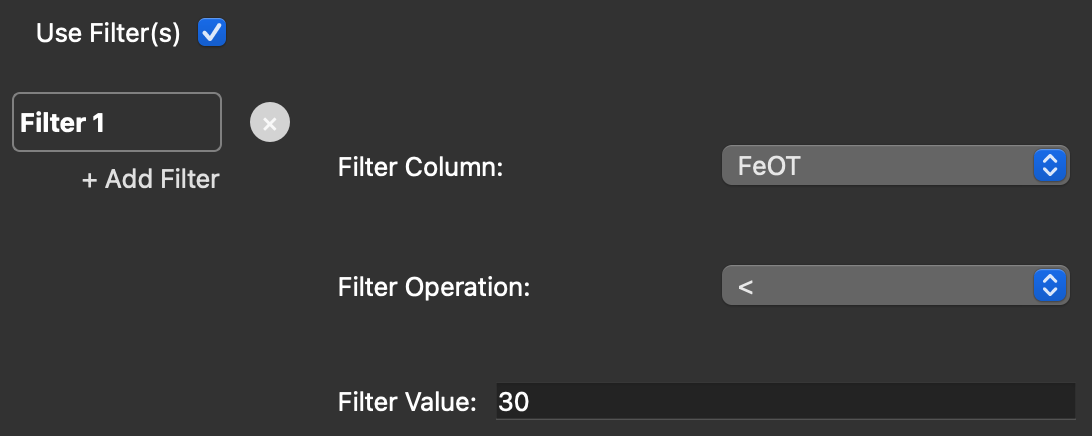 Use Filter(s)
Filter 1
+ Add Filter
Filter Column: FeOT
Filter Operation: <
Filter Value: 30